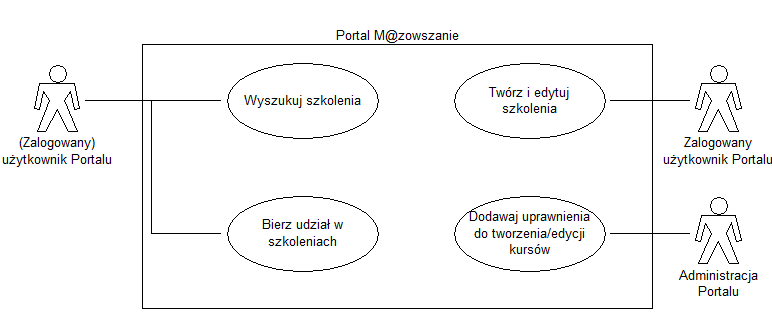 Portal M@zowszanie
(Zalogowany)
użytkownik Portalu
Wyszukuj szkolenia
Twórz i edytuj
szkolenia
Zalogowany
użytkownik Portalu
Bierz udział w
szkoleniach
Dodawaj uprawnienia
do tworzenia/edycji
kursów
Administracja
Portalu